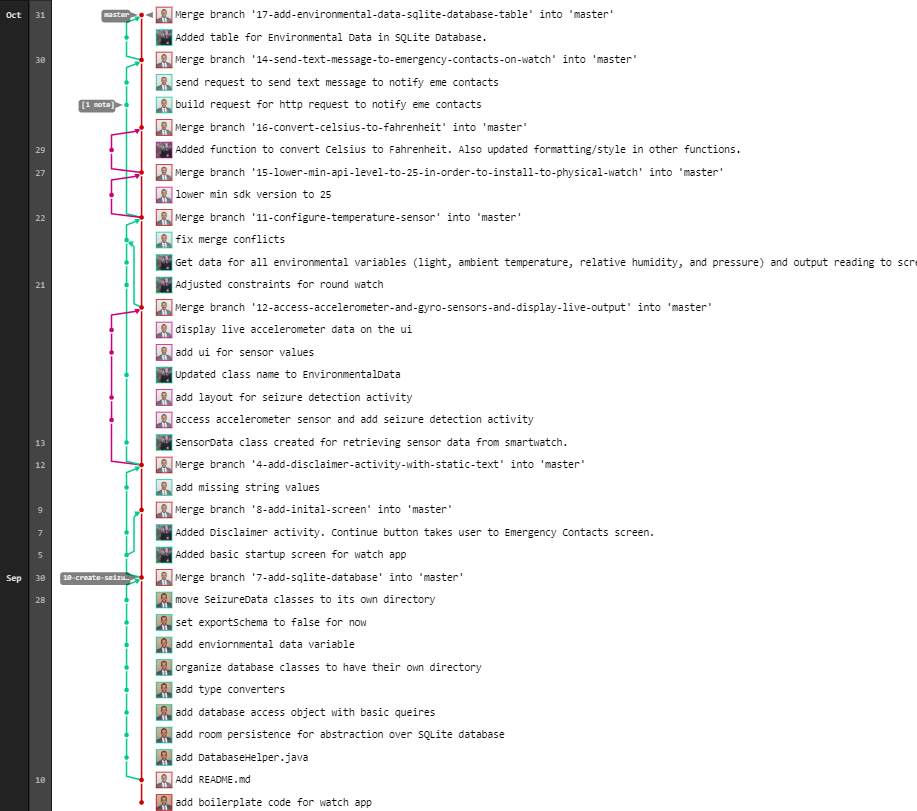 Oct 31 master Merge branch '17-add-environmental-data-sqlite-database-table' into 'master'
Added table for Environmental Data in SQLite Database.
30 Merge branch '14-send-text-message-to-emergency-contacts-on-watch' into 'master'
send request to send text message to notify eme contacts
[1 note] build request for http request to notify eme contacts
Merge branch '16-convert-celsius-to-fahrenheit' into 'master'
29 Added function to convert Celsius to Fahrenheit. Also updated formatting/style in other functions.
27 Merge branch '15-lower-min-api-level-to-25-in-order-to-install-to-physical-watch' into 'master'
lower min sdk version to 25
22 Merge branch '11-configure-temperature-sensor' into 'master'
fix merge conflicts
Get data for all environmental variables (light, ambient temperature, relative humidity, and pressure) and output reading to scre
21 Adjusted constraints for round watch
Merge branch '12-access-accelerometer-and-gyro-sensors-and-display-live-output' into 'master'
display live accelerometer data on the ui
add ui for sensor values
Updated class name to EnvironmentalData
add layout for seizure detection activity
access accelerometer sensor and add seizure detection activity
13 SensorData class created for retrieving sensor data from smartwatch.
12 Merge branch '4-add-disclaimer-activity-with-static-text' into 'master'
add missing string values
9 Merge branch '8-add-inital-screen' into 'master'
7 Added Disclaimer activity. Continue button takes user to Emergency Contacts screen.
5 Added basic startup screen for watch app
Sep 30 10-create-seizu… Merge branch '7-add-sqlite-database' into 'master'
28 move SeizureData classes to its own directory
set exportSchema to false for now
add enviornmental data variable
organize database classes to have their own directory
add type converters
add database access object with basic queires
add room persistence for abstraction over SQLite database
add DatabaseHelper.java
10 Add README.md
add boilerplate code for watch app